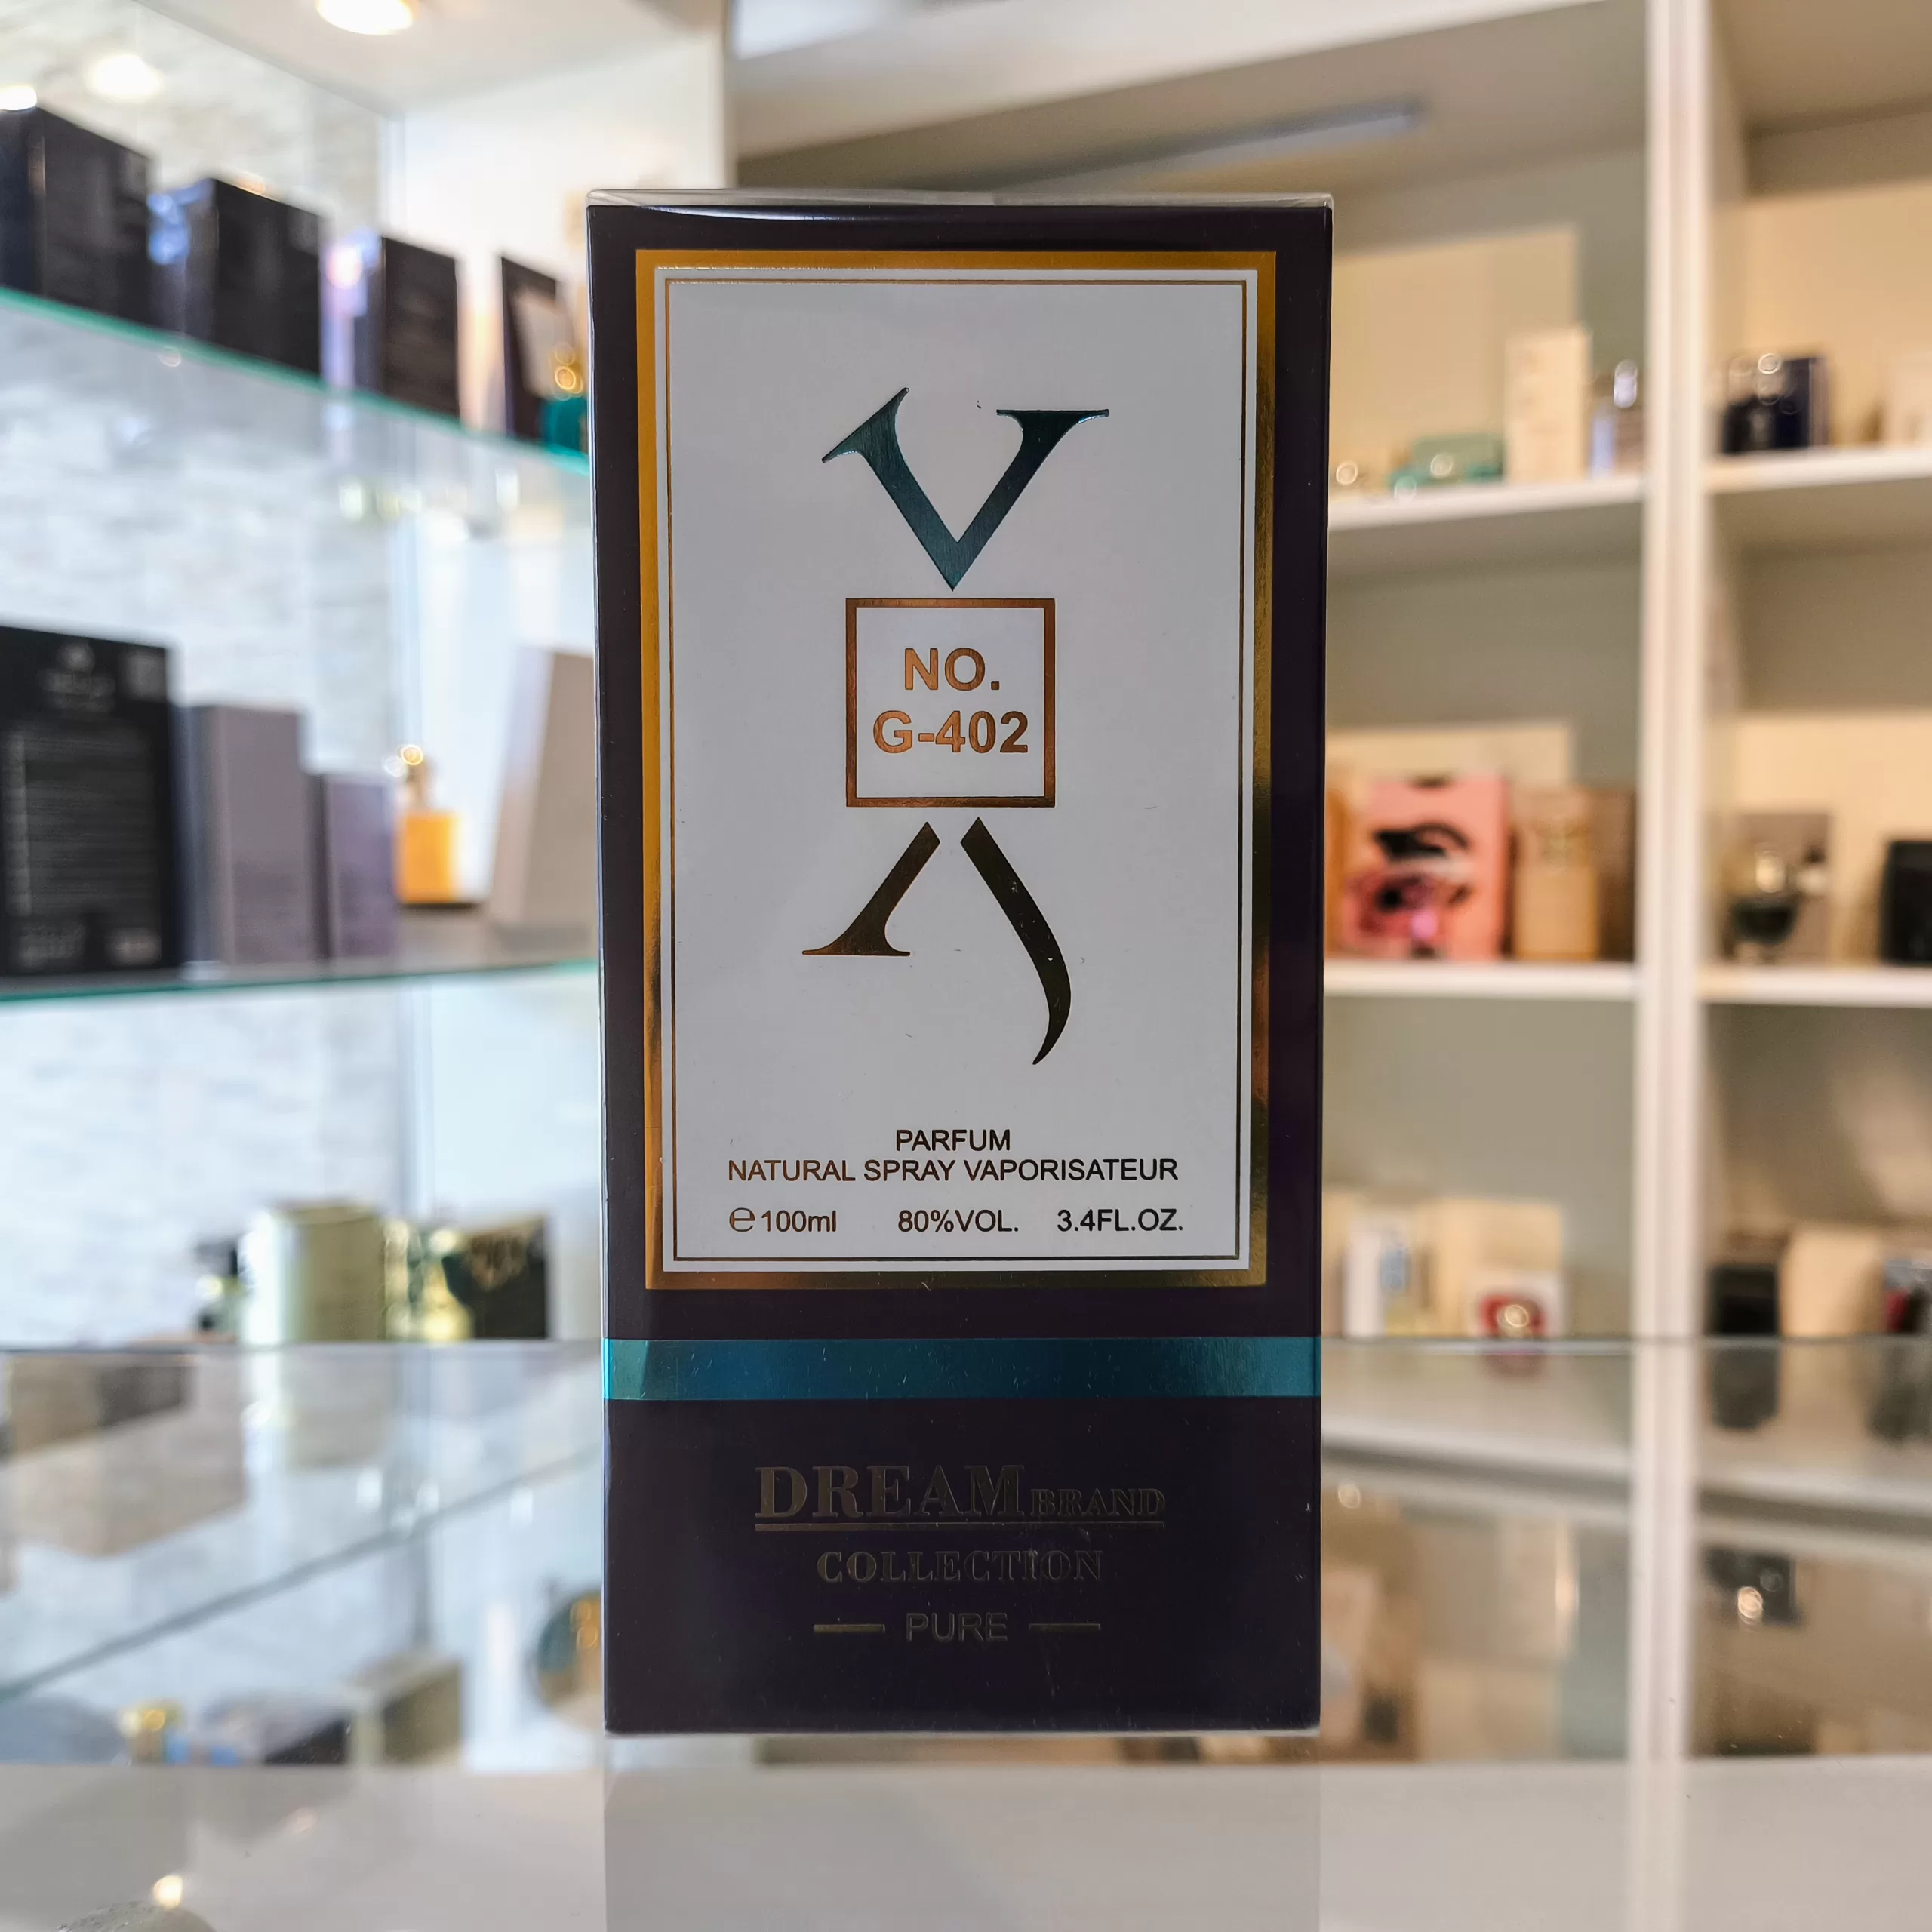 NO.
G-402
PARFUM
NATURAL SPRAY VAPORISATEUR
℮100ml 80%VOL. 3.4FL.OZ.
DREAM BRAND
COLLECTION
PURE